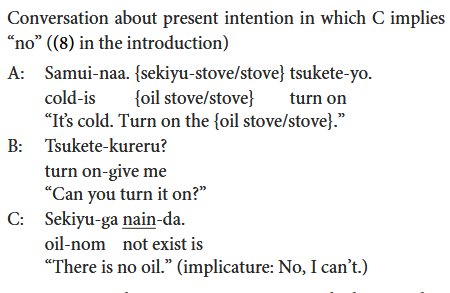 Conversation about present intention in which C implies
“no” ((8) in the introduction)
A: Samui-naa. {sekiyu-stove/stove} tsukete-yo.
cold-is {oil stove/stove} turn on
“It’s cold. Turn on the {oil stove/stove}.”
B: Tsukete-kureru?
turn on-give me
“Can you turn it on?”
C: Sekiyu-ga nain-da.
oil-nom not exist is
“There is no oil.” (implicature: No, I can’t.)